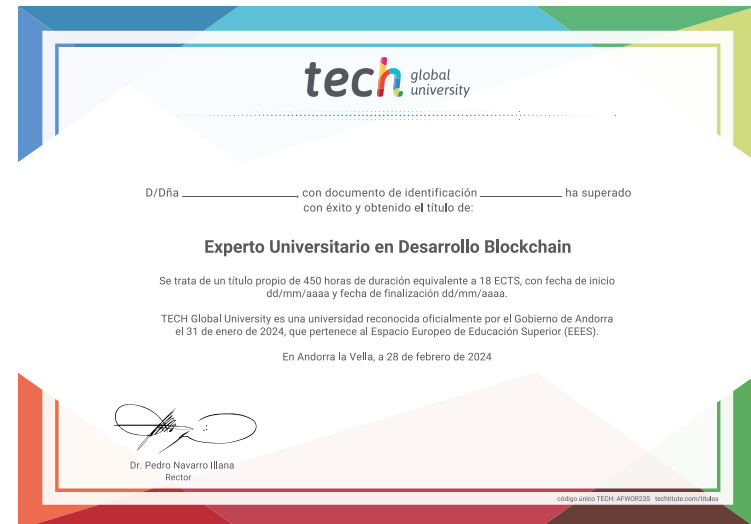 tech global
university
D/Dña ____________________, con documento de identificación ______________ ha superado
con éxito y obtenido el título de:
Experto Universitario en Desarrollo Blockchain
Se trata de un título propio de 450 horas de duración equivalente a 18 ECTS, con fecha de inicio
dd/mm/aaaa y fecha de finalización dd/mm/aaaa.
TECH Global University es una universidad reconocida oficialmente por el Gobierno de Andorra
el 31 de enero de 2024, que pertenece al Espacio Europeo de Educación Superior (EEES).
En Andorra la Vella, a 28 de febrero de 2024
Dr. Pedro Navarro Illana
Rector
código único TECH: AFWOR23S techtitute.com/titulos